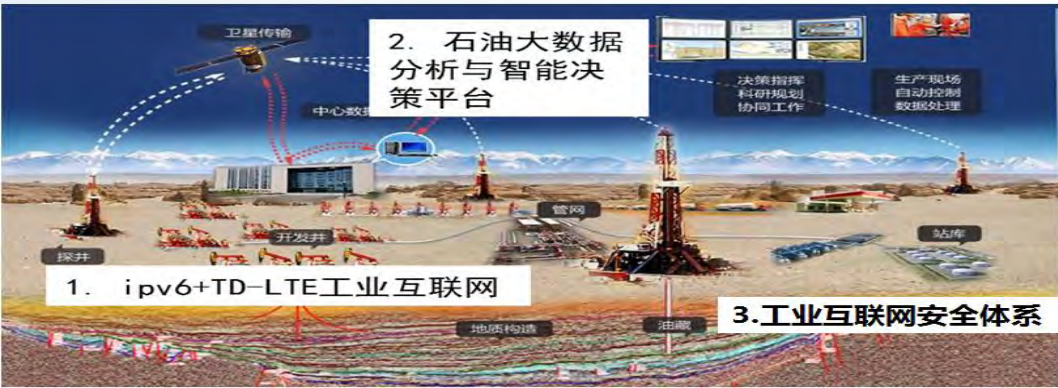 卫星传输
2. 石油大数据
分析与智能决
策平台
决策指挥
科研规划
协同工作
生产现场
自动控制
数据处理
中心数据
管网
开发井
站库
探井
1. ipv6+TD-LTE工业互联网
3.工业互联网安全体系
地质构造
油藏